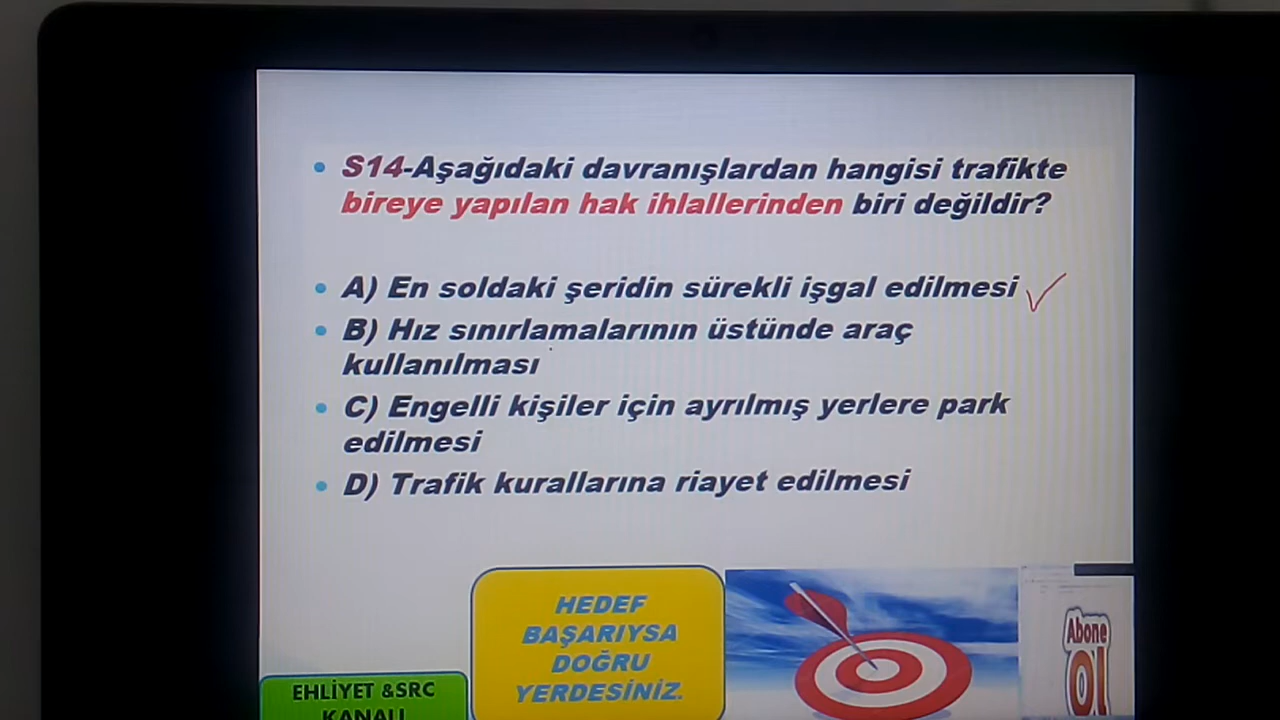 S14-Aşağıdaki davranışlardan hangisi trafikte
bireye yapılan hak ihlallerinden biri değildir?
A) En soldaki şeridin sürekli işgal edilmesi
B) Hız sınırlamalarının üstünde araç
kullanılması
C) Engelli kişiler için ayrılmış yerlere park
edilmesi
D) Trafik kurallarına riayet edilmesi
HEDEF
BAŞARIYSA
DOĞRU
YERDESİNİZ.
EHLİYET &SRC
KANALI
Abone
Ol